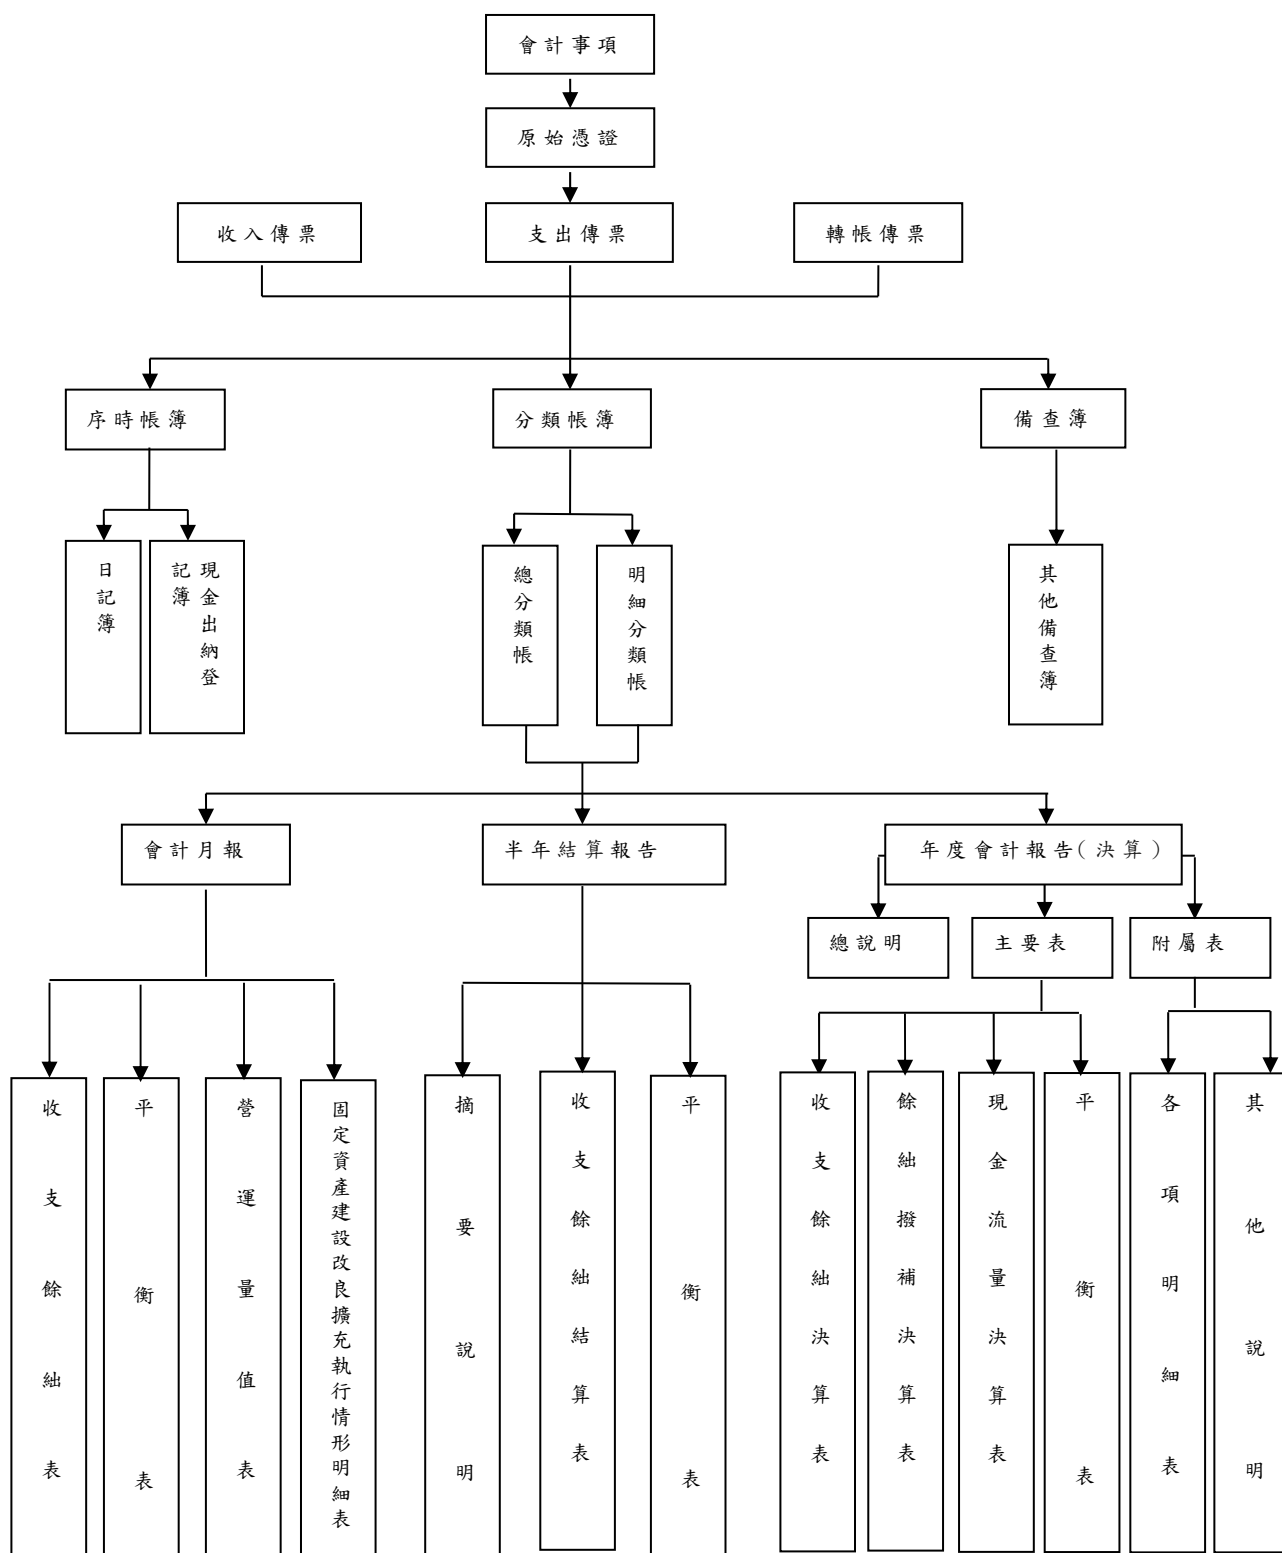 會計事項
原始憑證
收入傳票
支出傳票
轉帳傳票
序時帳簿
分類帳簿
備查簿
日記簿
現金出納登
記簿
總分類帳
明細分類帳
其他備查簿
會計月報
半年結算報告
年度會計報告(決算)
總說明
主要表
附屬表
收支餘絀表
平衡表
營運量值表
固定資產建設改良擴充執行情形明細表
摘要說明
收支餘絀結算表
平衡表
收支餘絀決算表
餘絀撥補決算表
現金流量決算表
平衡表
各項明細表
其他說明